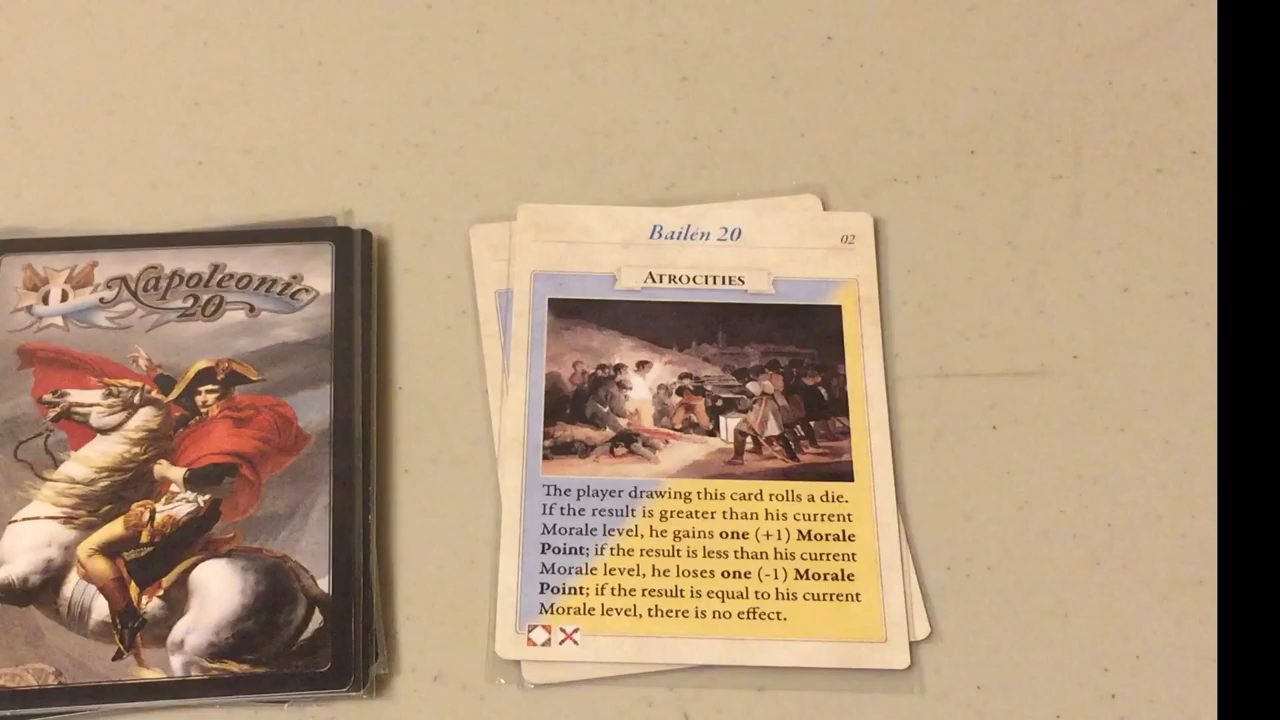 Napoleonic
20
Bailén 20
02
ATROCITIES
The player drawing this card rolls a die.
If the result is greater than his current
Morale level, he gains one (+1) Morale
Point; if the result is less than his current
Morale level, he loses one (-1) Morale
Point; if the result is equal to his current
Morale level, there is no effect.